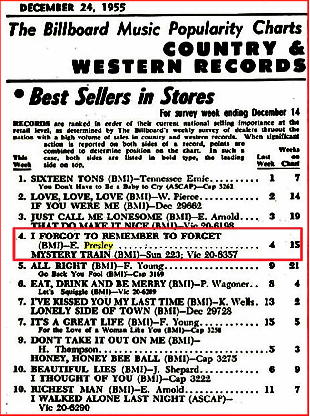 DECEMBER 24, 1955
The Billboard Music Popularity Charts
COUNTRY &
WESTERN RECORDS
• Best Sellers in Stores
For survey week ending December 14
RECORDS are ranked in order of their current national selling importance at the
retail level, as determined by The Billboard's weekly survey of dealers thruout the
nation with a high volume of sales in country and western records. When significant
action is reported on both sides of a record, points are
combined to determine position on the chart. In such a
case, both sides are listed in bold type, the leading
side on top.
This Week
Last Week
Weeks on Chart
1. SIXTEEN TONS (BMI)—Tennessee Ernie.... 1 7
You Don't Have to Be a Baby to Cry (ASCAP)—Cap 3262
2. LOVE, LOVE, LOVE (BMI)—W. Pierce..... 2 14
IF YOU WERE ME (BMI)—Dec 29662
3. JUST CALL ME LONESOME (BMI)—E. Arnold.. 3 19
THAT DO MAKE IT NICE (BMI)—Vic 20-6198
4. I FORGOT TO REMEMBER TO FORGET
(BMI)—E. Presley .................. 4 15
MYSTERY TRAIN (BMI)—Sun 223; Vic 20-6357
5. ALL RIGHT (BMI)—F. Young............ 9 21
Go Back You Fool (BMI)—Cap 3169
6. EAT, DRINK AND BE MERRY (BMI)—P. Wagoner.. 8 4
Let's Squiggle (BMI)—Vic 20-6289
7. I'VE KISSED YOU MY LAST TIME (BMI)—K. Wells. 13 2
LONELY SIDE OF TOWN (BMI)—Dec 29728
7. IT'S A GREAT LIFE (BMI)—F. Young...... 15 5
For the Love of a Woman Like You (BMI)—Cap 3258
9. DON'T TAKE IT OUT ON ME (BMI)—
H. Thompson.................... 5 3
HONEY, HONEY BEE BALL (BMI)—Cap 3275
10. BEAUTIFUL LIES (BMI)—J. Shepard....... 6 9
I THOUGHT OF YOU (BMI)—Cap 3222
10. RICHEST MAN (BMI)—E. Arnold......... 11 7
I WALKED ALONE LAST NIGHT (ASCAP)—
Vic 20-6290